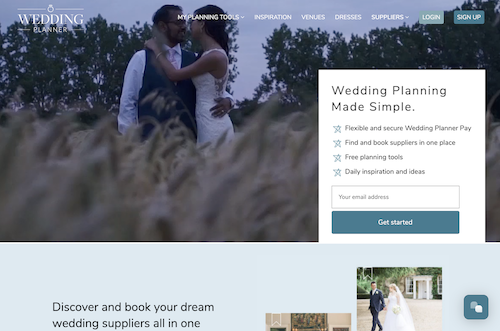 WEDDING
PLANNER
MY PLANNING TOOLS
INSPIRATION
VENUES
DRESSES
SUPPLIERS
LOGIN
SIGN UP
Wedding Planning
Made Simple.
Flexible and secure Wedding Planner Pay
Find and book suppliers in one place
Free planning tools
Daily inspiration and ideas
Your email address
Get started
Discover and book your dream
wedding suppliers all in one